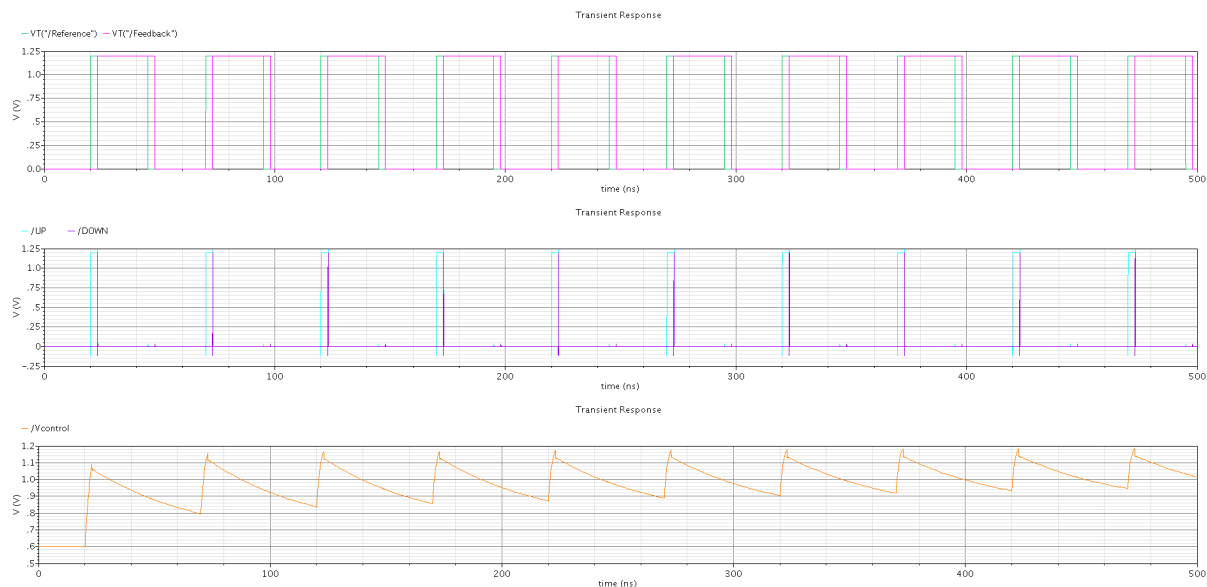 Transient Response
VT("/Reference") VT("/Feedback")
1.25
1.0
.75
.5
.25
0.0
V (V)
0 100 200 300 400 500
time (ns)
Transient Response
/UP /DOWN
1.25
1.0
.75
.5
.25
0
-.25
V (V)
0 100 200 300 400 500
time (ns)
Transient Response
/Vcontrol
1.2
1.1
1.0
.9
.8
.7
.6
.5
V (V)
0 100 200 300 400 500
time (ns)